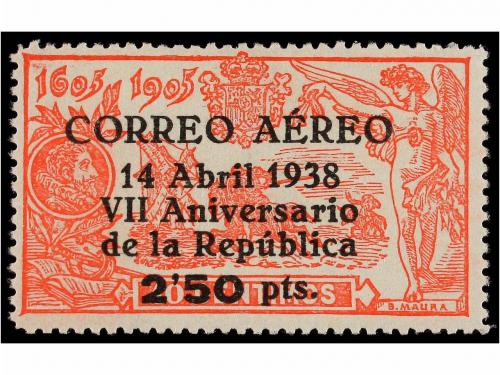 1605 1905
CORREO AÉREO
14 Abril 1938
VII Aniversario
de la República
2'50 pts.
B. MAURA